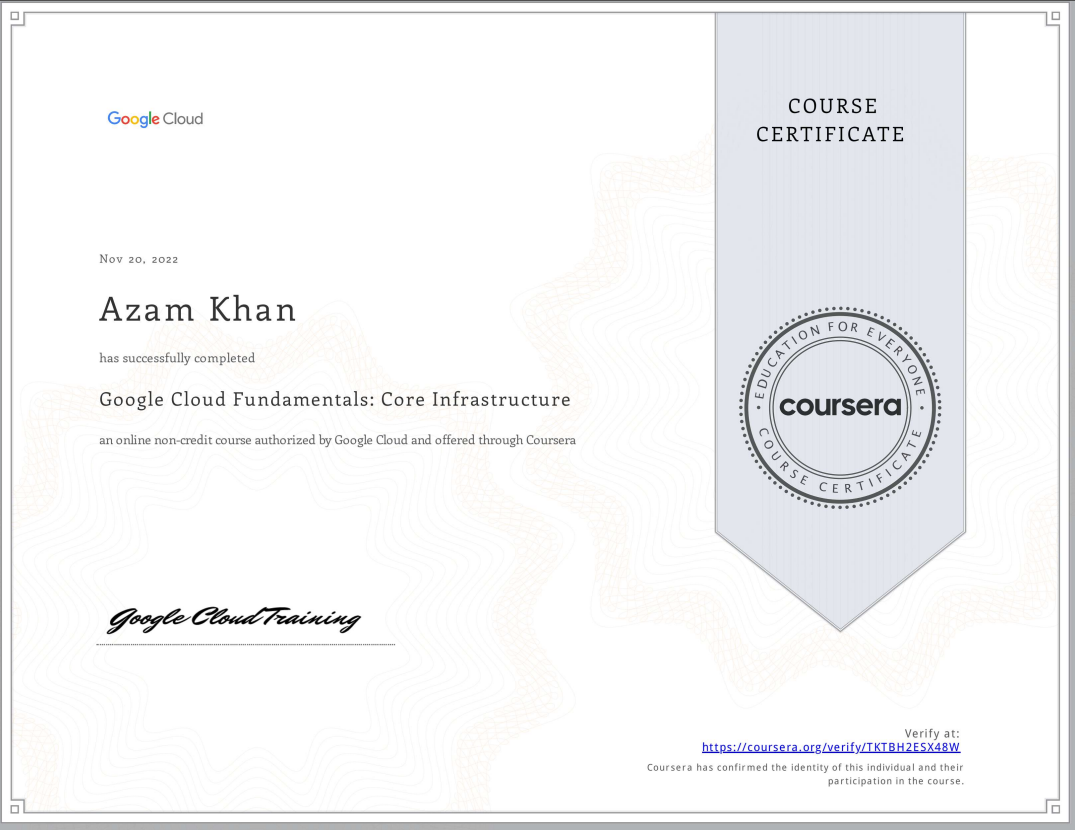 Google Cloud
COURSE
CERTIFICATE
Nov 20, 2022
Azam Khan
has successfully completed
Google Cloud Fundamentals: Core Infrastructure
an online non-credit course authorized by Google Cloud and offered through Coursera
EDUCATION FOR EVERYONE
coursera
COURSE CERTIFICATE
Google Cloud Training
Verify at:
https://coursera.org/verify/TKTBH2ESX48W
Coursera has confirmed the identity of this individual and their
participation in the course.